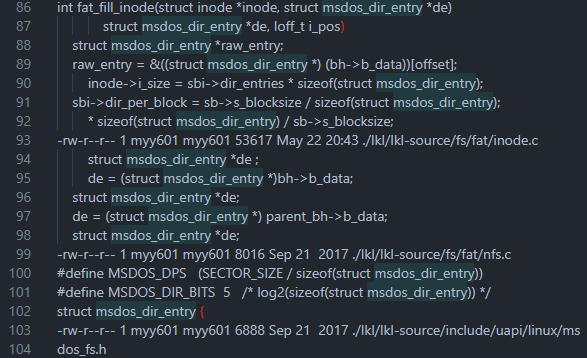 86 int fat_fill_inode(struct inode *inode, struct msdos_dir_entry *de)
87 struct msdos_dir_entry *de, loff_t i_pos)
88 struct msdos_dir_entry *raw_entry;
89 raw_entry = &((struct msdos_dir_entry *) (bh->b_data))[offset];
90 inode->i_size = sbi->dir_entries * sizeof(struct msdos_dir_entry);
91 sbi->dir_per_block = sb->s_blocksize / sizeof(struct msdos_dir_entry);
92 * sizeof(struct msdos_dir_entry) / sb->s_blocksize;
93 -rw-r--r-- 1 myy601 myy601 53617 May 22 20:43 ./lkl/lkl-source/fs/fat/inode.c
94 struct msdos_dir_entry *de ;
95 de = (struct msdos_dir_entry *)bh->b_data;
96 struct msdos_dir_entry *de;
97 de = (struct msdos_dir_entry *) parent_bh->b_data;
98 struct msdos_dir_entry *de;
99 -rw-r--r-- 1 myy601 myy601 8016 Sep 21  2017 ./lkl/lkl-source/fs/fat/nfs.c
100 #define MSDOS_DPS   (SECTOR_SIZE / sizeof(struct msdos_dir_entry))
101 #define MSDOS_DIR_BITS  5   /* log2(sizeof(struct msdos_dir_entry)) */
102 struct msdos_dir_entry {
103 -rw-r--r-- 1 myy601 myy601 6888 Sep 21  2017 ./lkl/lkl-source/include/uapi/linux/ms
104 dos_fs.h